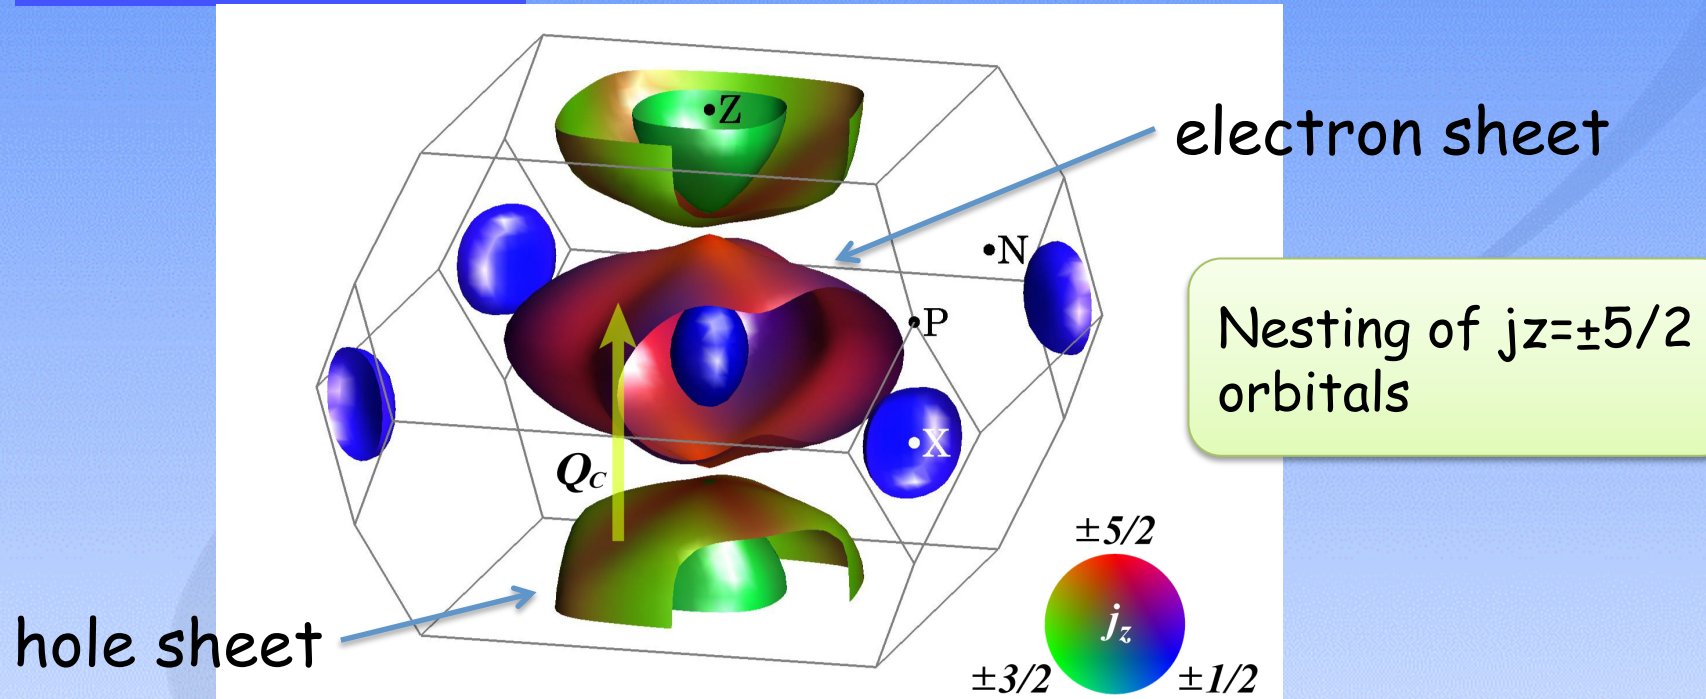 Z
electron sheet
N
P
Nesting of jz=±5/2
orbitals
X
Qc
±5/2
jz
hole sheet
±3/2
±1/2